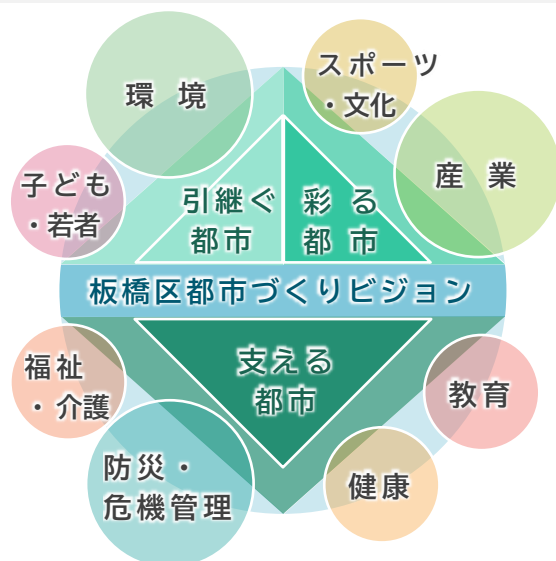 スポーツ
・文化
環境
産業
子ども
・若者
引継ぐ
都市
彩る
都市
板橋区都市づくりビジョン
支える
都市
福祉
・介護
教育
防災・
危機管理
健康